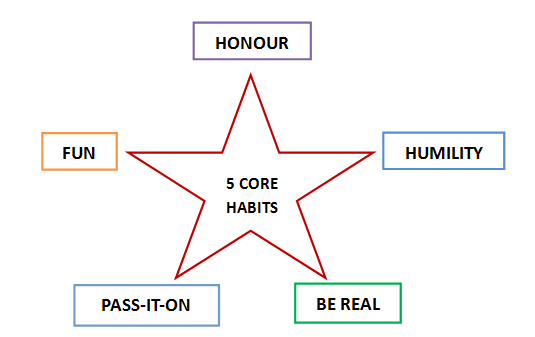 HONOUR
FUN
HUMILITY
5 CORE
HABITS
PASS-IT-ON
BE REAL